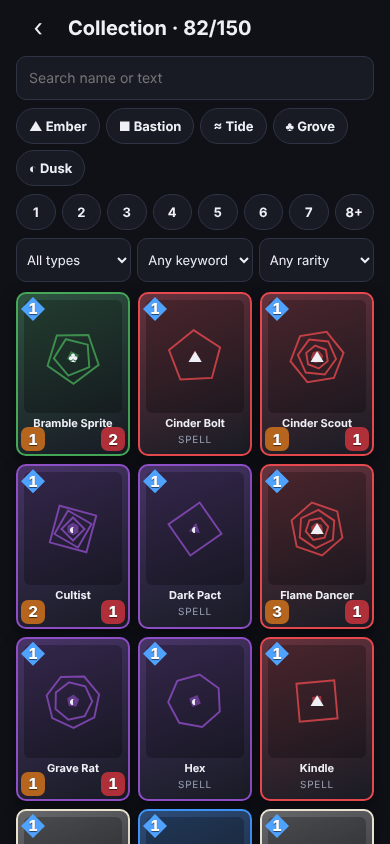 ‹ Collection · 82/150
Search name or text
▲ Ember ■ Bastion ≈ Tide ♣ Grove
◖ Dusk
1 2 3 4 5 6 7 8+
All types Any keyword Any rarity
1 1 1
Bramble Sprite Cinder Bolt Cinder Scout
SPELL
1 2 1 1
1 1 1
Cultist Dark Pact Flame Dancer
SPELL
2 1 3 1
1 1 1
Grave Rat Hex Kindle
SPELL SPELL
1 1
1 1 1